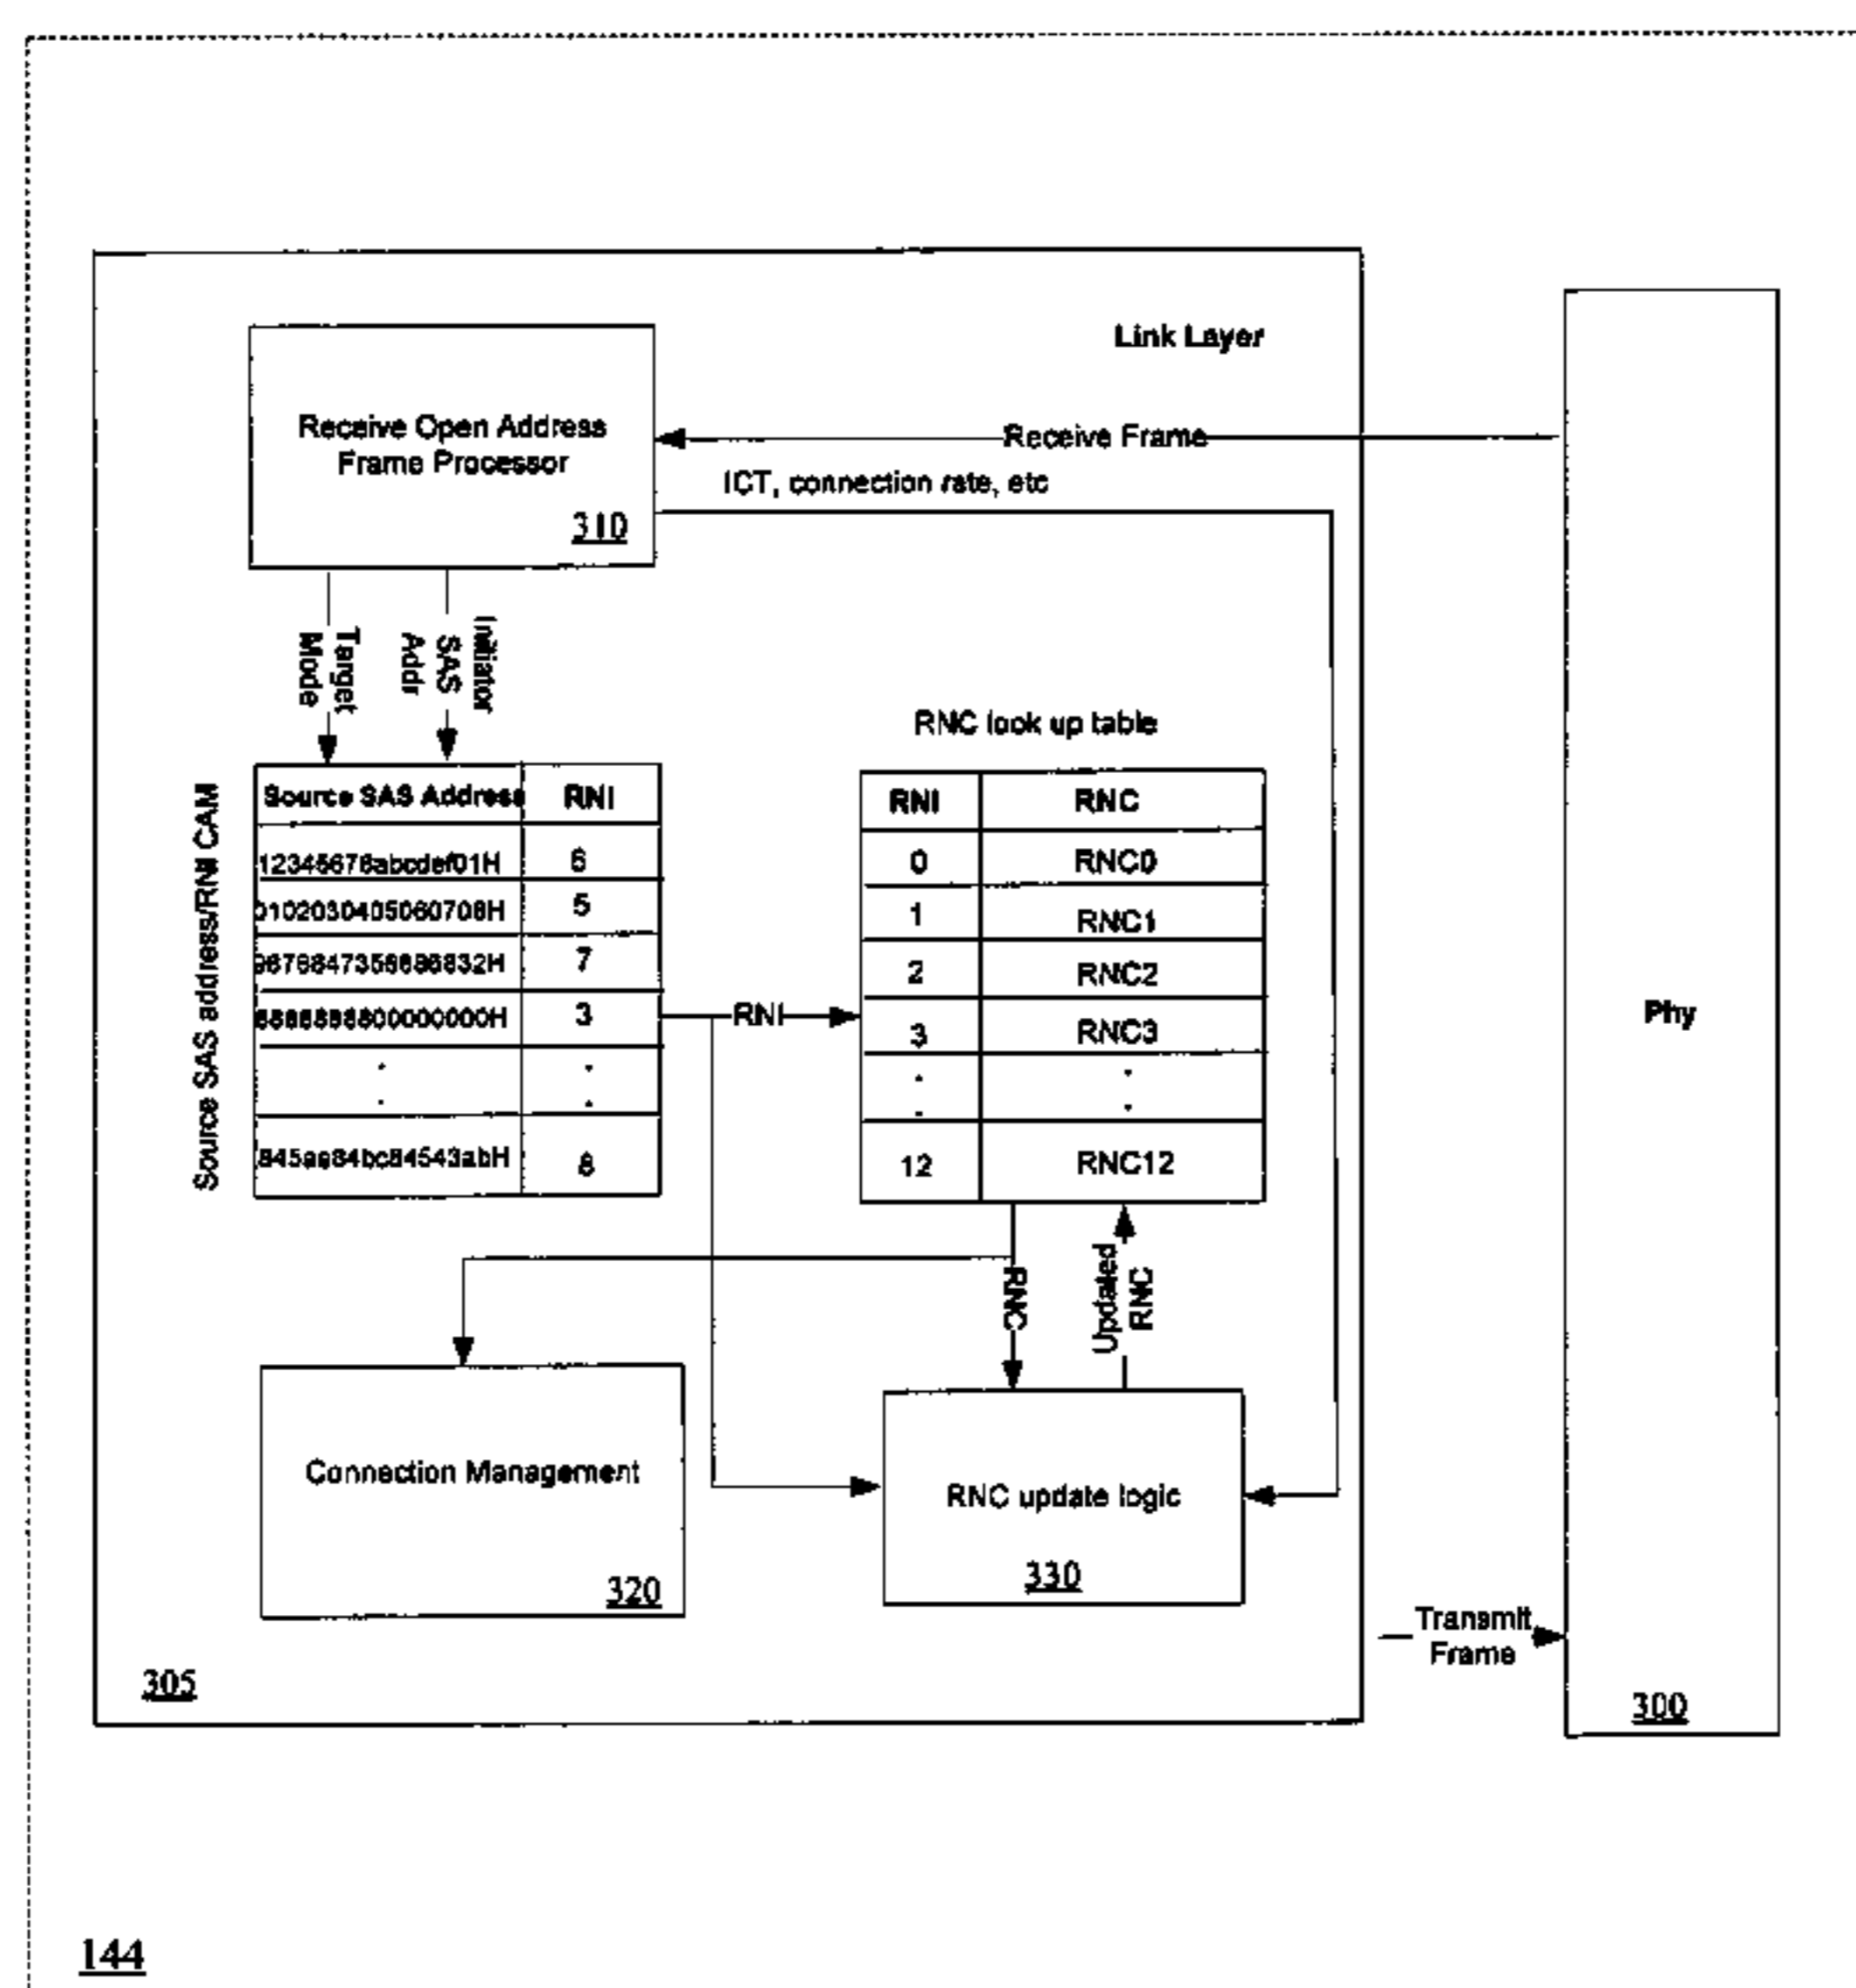 Link Layer
Receive Open Address
Frame Processor
310
Receive Frame
ICT, connection rate, etc
Target
Mode
Initiator
SAS
Addr
RNC look up table
Source SAS address/RNI CAM
Source SAS Address RNI
12345678abcdef01H 6
0102030405060708H 5
7
3
. .
. .
8
RNI
RNI RNC
0 RNC0
1 RNC1
2 RNC2
3 RNC3
. .
. .
12 RNC12
RNC
Updated
RNC
Connection Management
320
RNC update logic
330
Phy
Transmit
Frame
300
305
144